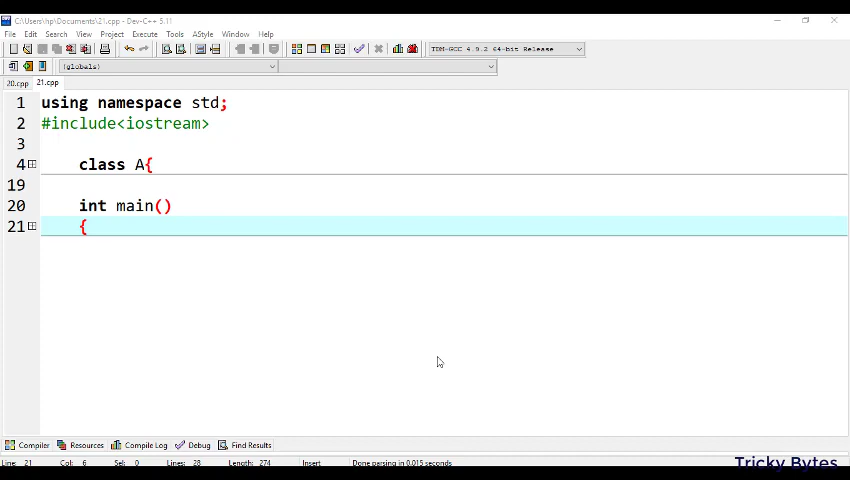 C:\Users\hp\Documents\21.cpp - Dev-C++ 5.11
File Edit Search View Project Execute Tools AStyle Window Help
TDM-GCC 4.9.2 64-bit Release
(globals)
20.cpp 21.cpp
1 using namespace std;
2 #include<iostream>
3
4 class A{
19
20 int main()
21 {
Compiler Resources Compile Log Debug Find Results
Line: 21 Col: 6 Sel: 0 Lines: 28 Length: 274 Insert Done parsing in 0.015 seconds
Tricky Bytes